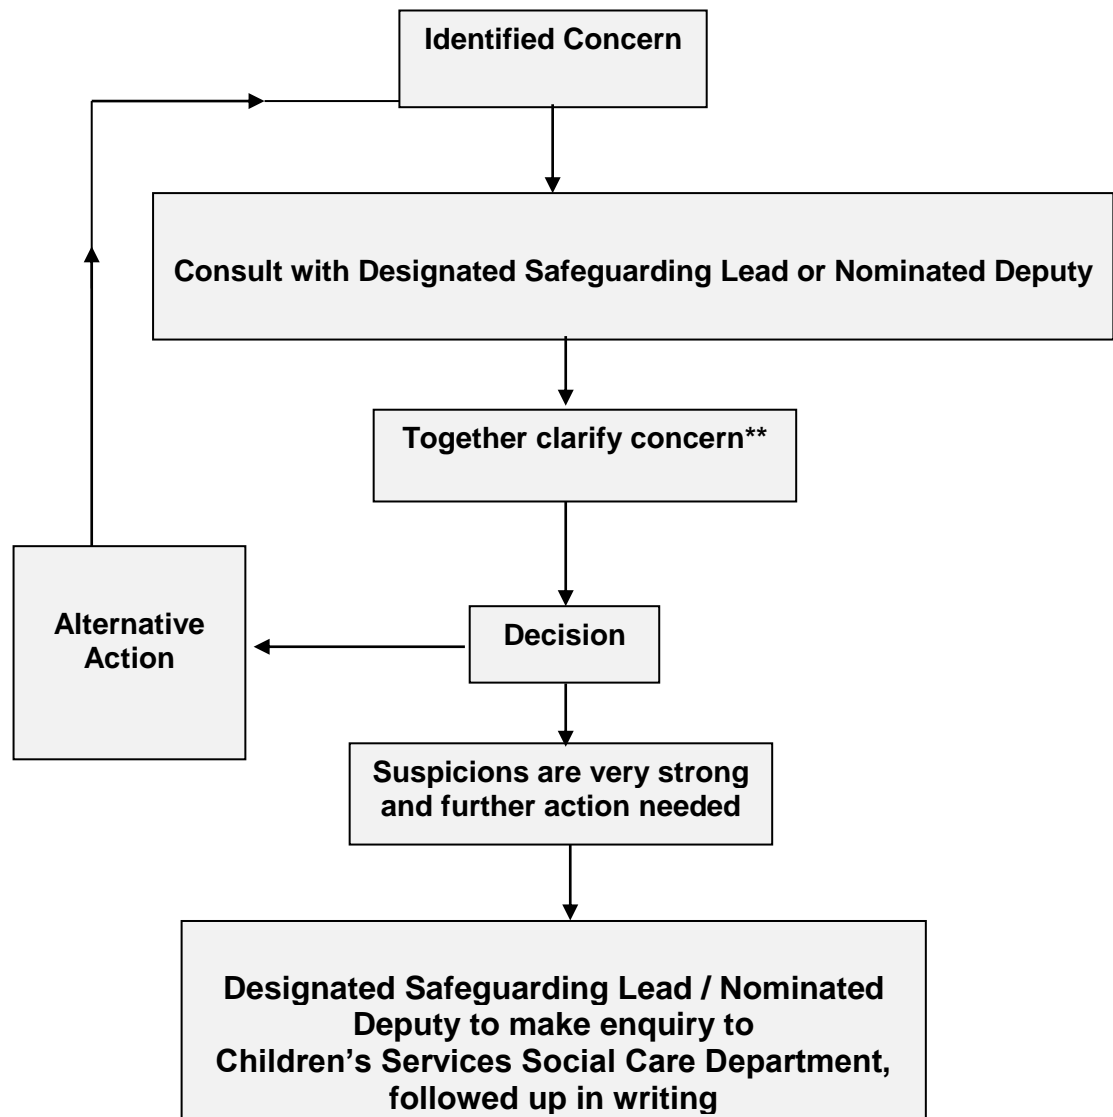 Identified Concern
Consult with Designated Safeguarding Lead or Nominated Deputy
Together clarify concern**
Alternative
Action
Decision
Suspicions are very strong
and further action needed
Designated Safeguarding Lead / Nominated
Deputy to make enquiry to
Children’s Services Social Care Department,
followed up in writing